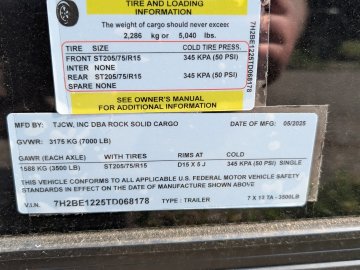 TIRE AND LOADING
INFORMATION
The weight of cargo should never exceed
2,286 kg or 5,040 lbs.
TIRE SIZE COLD TIRE PRESS.
FRONT ST205/75/R15 345 KPA (50 PSI)
INTER NONE
REAR ST205/75/R15 345 KPA (50 PSI)
SPARE NONE
SEE OWNER'S MANUAL
FOR ADDITIONAL INFORMATION
7H2BE1225TD068178
MFD BY: TJCW, INC DBA ROCK SOLID CARGO DATE OF MFG: 05/2025
GVWR: 3175 KG (7000 LB)
GAWR (EACH AXLE) WITH TIRES RIMS AT COLD
1588 KG (3500 LB) ST205/75/R15 D15 X 5 J 345 KPA (50 PSI) SINGLE
THIS VEHICLE CONFORMS TO ALL APPLICABLE U.S. FEDERAL MOTOR VEHICLE SAFETY
STANDARDS IN EFFECT ON THE DATE OF MANUFACTURE SHOWN ABOVE.
V.I.N. 7H2BE1225TD068178 TYPE: TRAILER 7 X 12 TA - 3500LB